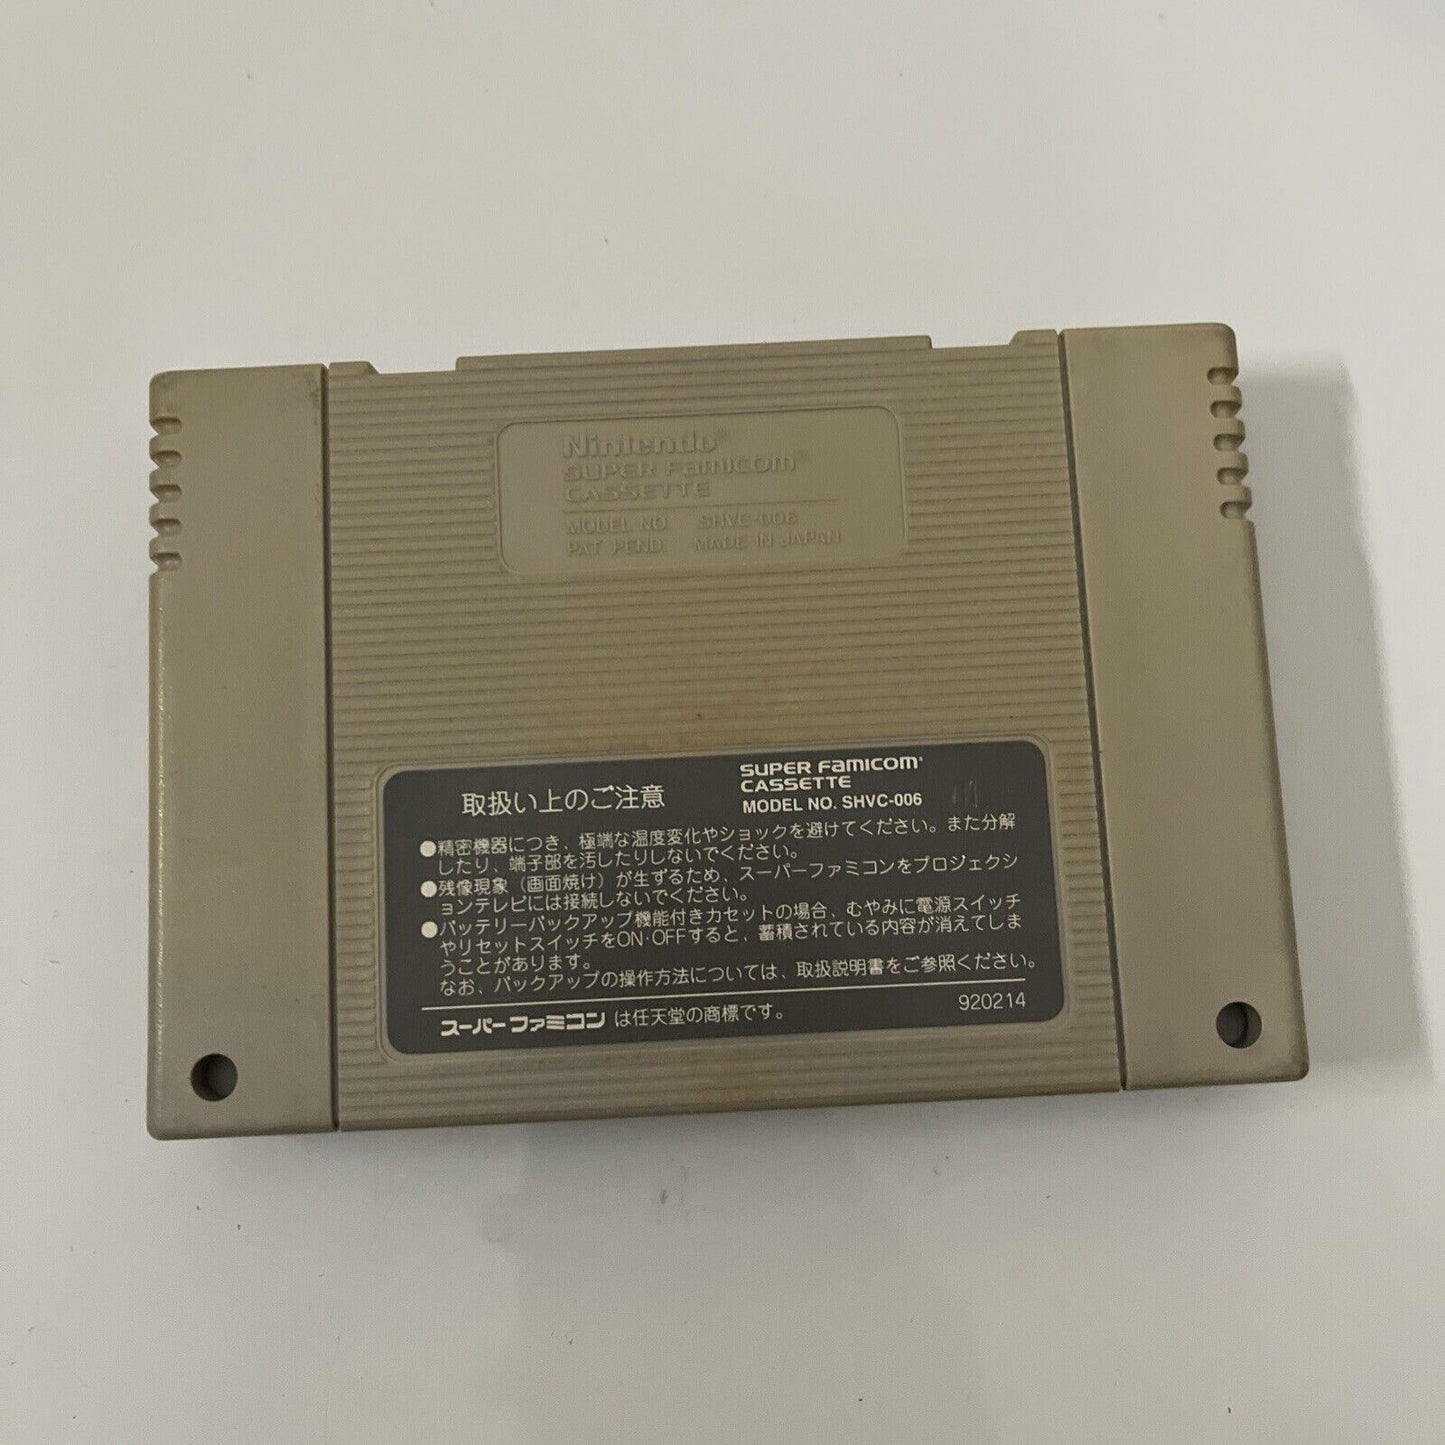 Nintendo®
SUPER Famicom®
CASSETTE
MODEL NO. SHVC-006
PAT. PEND. MADE IN JAPAN
取扱い上のご注意
SUPER Famicom®
CASSETTE
MODEL NO. SHVC-006
●精密機器につき、極端な温度変化やショックを避けてください。また分解
したり、端子部を汚したりしないでください。
●残像現象（画面焼け）が生ずるため、スーパーファミコンをプロジェクシ
ョンテレビには接続しないでください。
●バッテリーバックアップ機能付きカセットの場合、むやみに電源スイッチ
やリセットスイッチをON・OFFすると、蓄積されている内容が消えてしま
うことがあります。
なお、バックアップの操作方法については、取扱説明書をご参照ください。
スーパーファミコン は任天堂の商標です。
920214